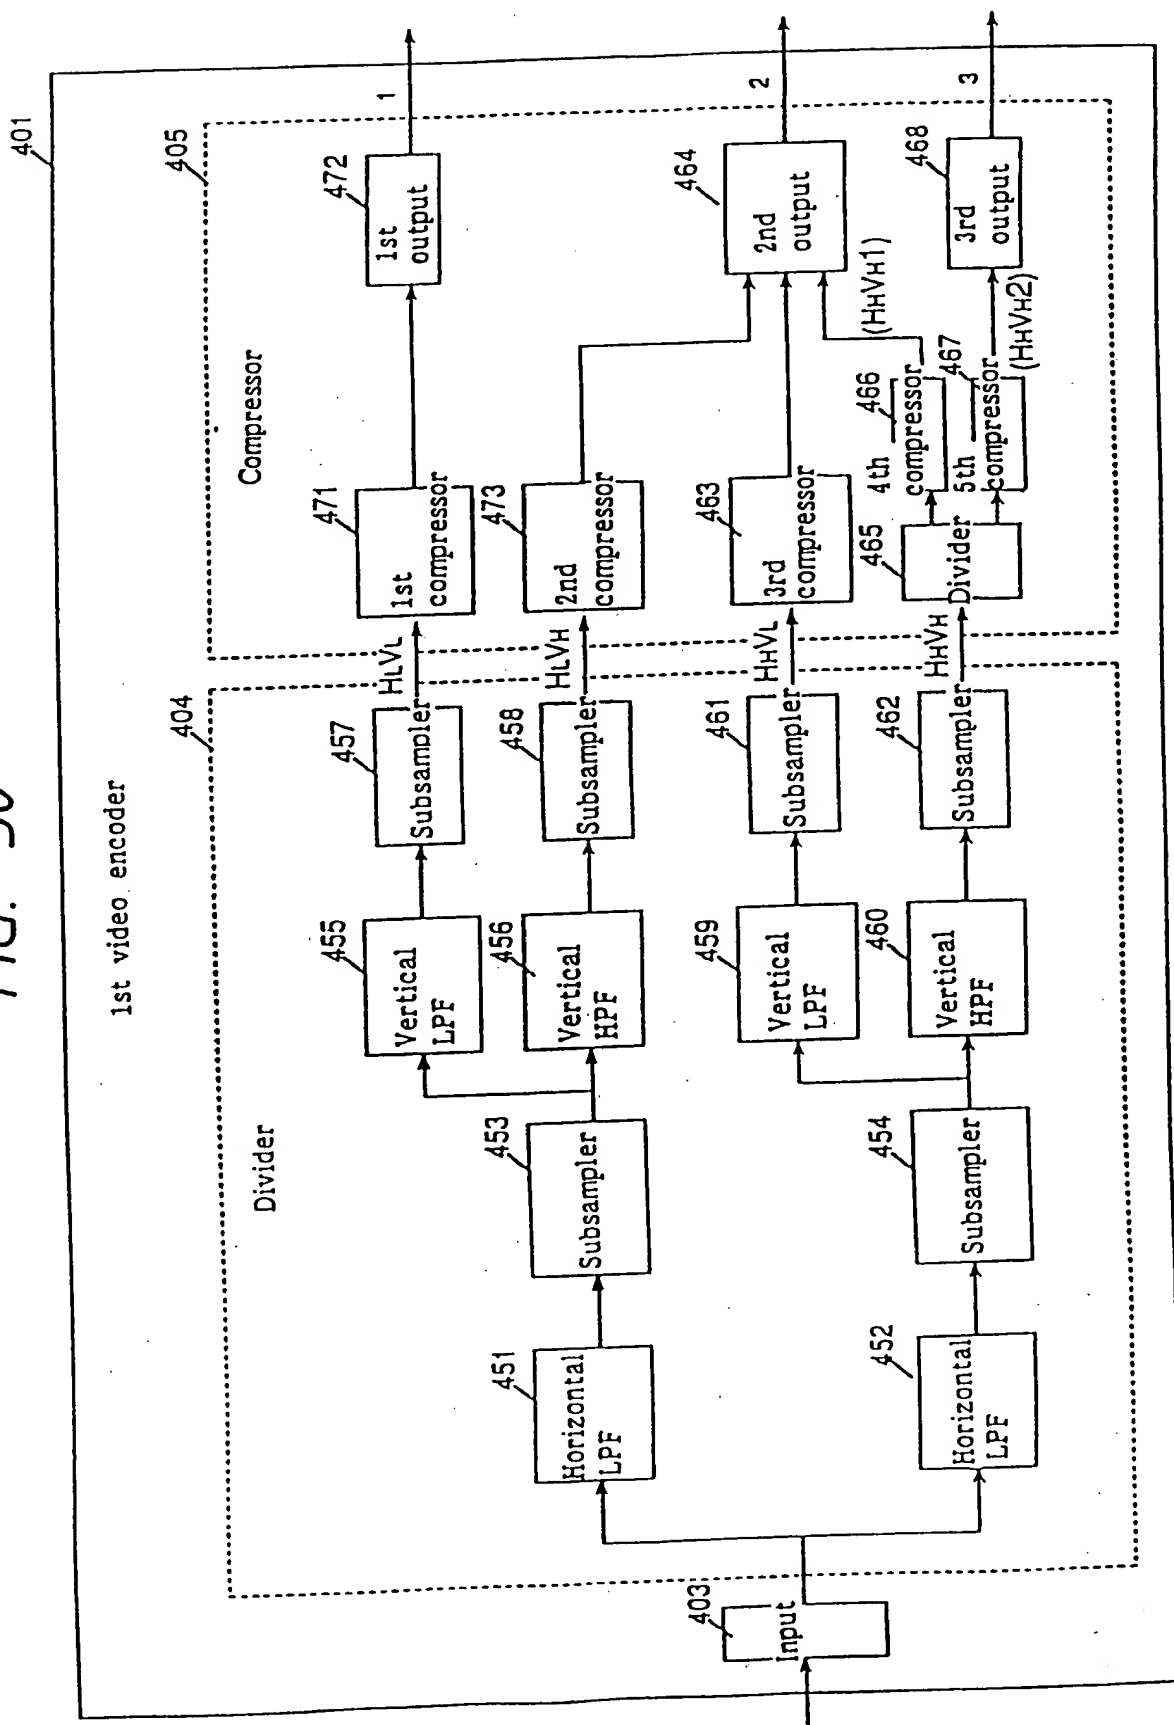 1st video encoder
401
Divider
404
Compressor
405
Input
403
Horizontal
LPF
451
Horizontal
LPF
452
Subsampler
453
Subsampler
454
Vertical
LPF
455
Vertical
HPF
456
Vertical
LPF
459
Vertical
HPF
460
Subsampler
457
Subsampler
458
Subsampler
461
Subsampler
462
HLVL
HLVH
HHVL
HHVH
1st
compressor
471
2nd
compressor
473
3rd
compressor
463
Divider
465
4th
compressor
466
5th
compressor
467
(HHVH1)
(HHVH2)
1st
output
472
2nd
output
464
3rd
output
468
1
2
3